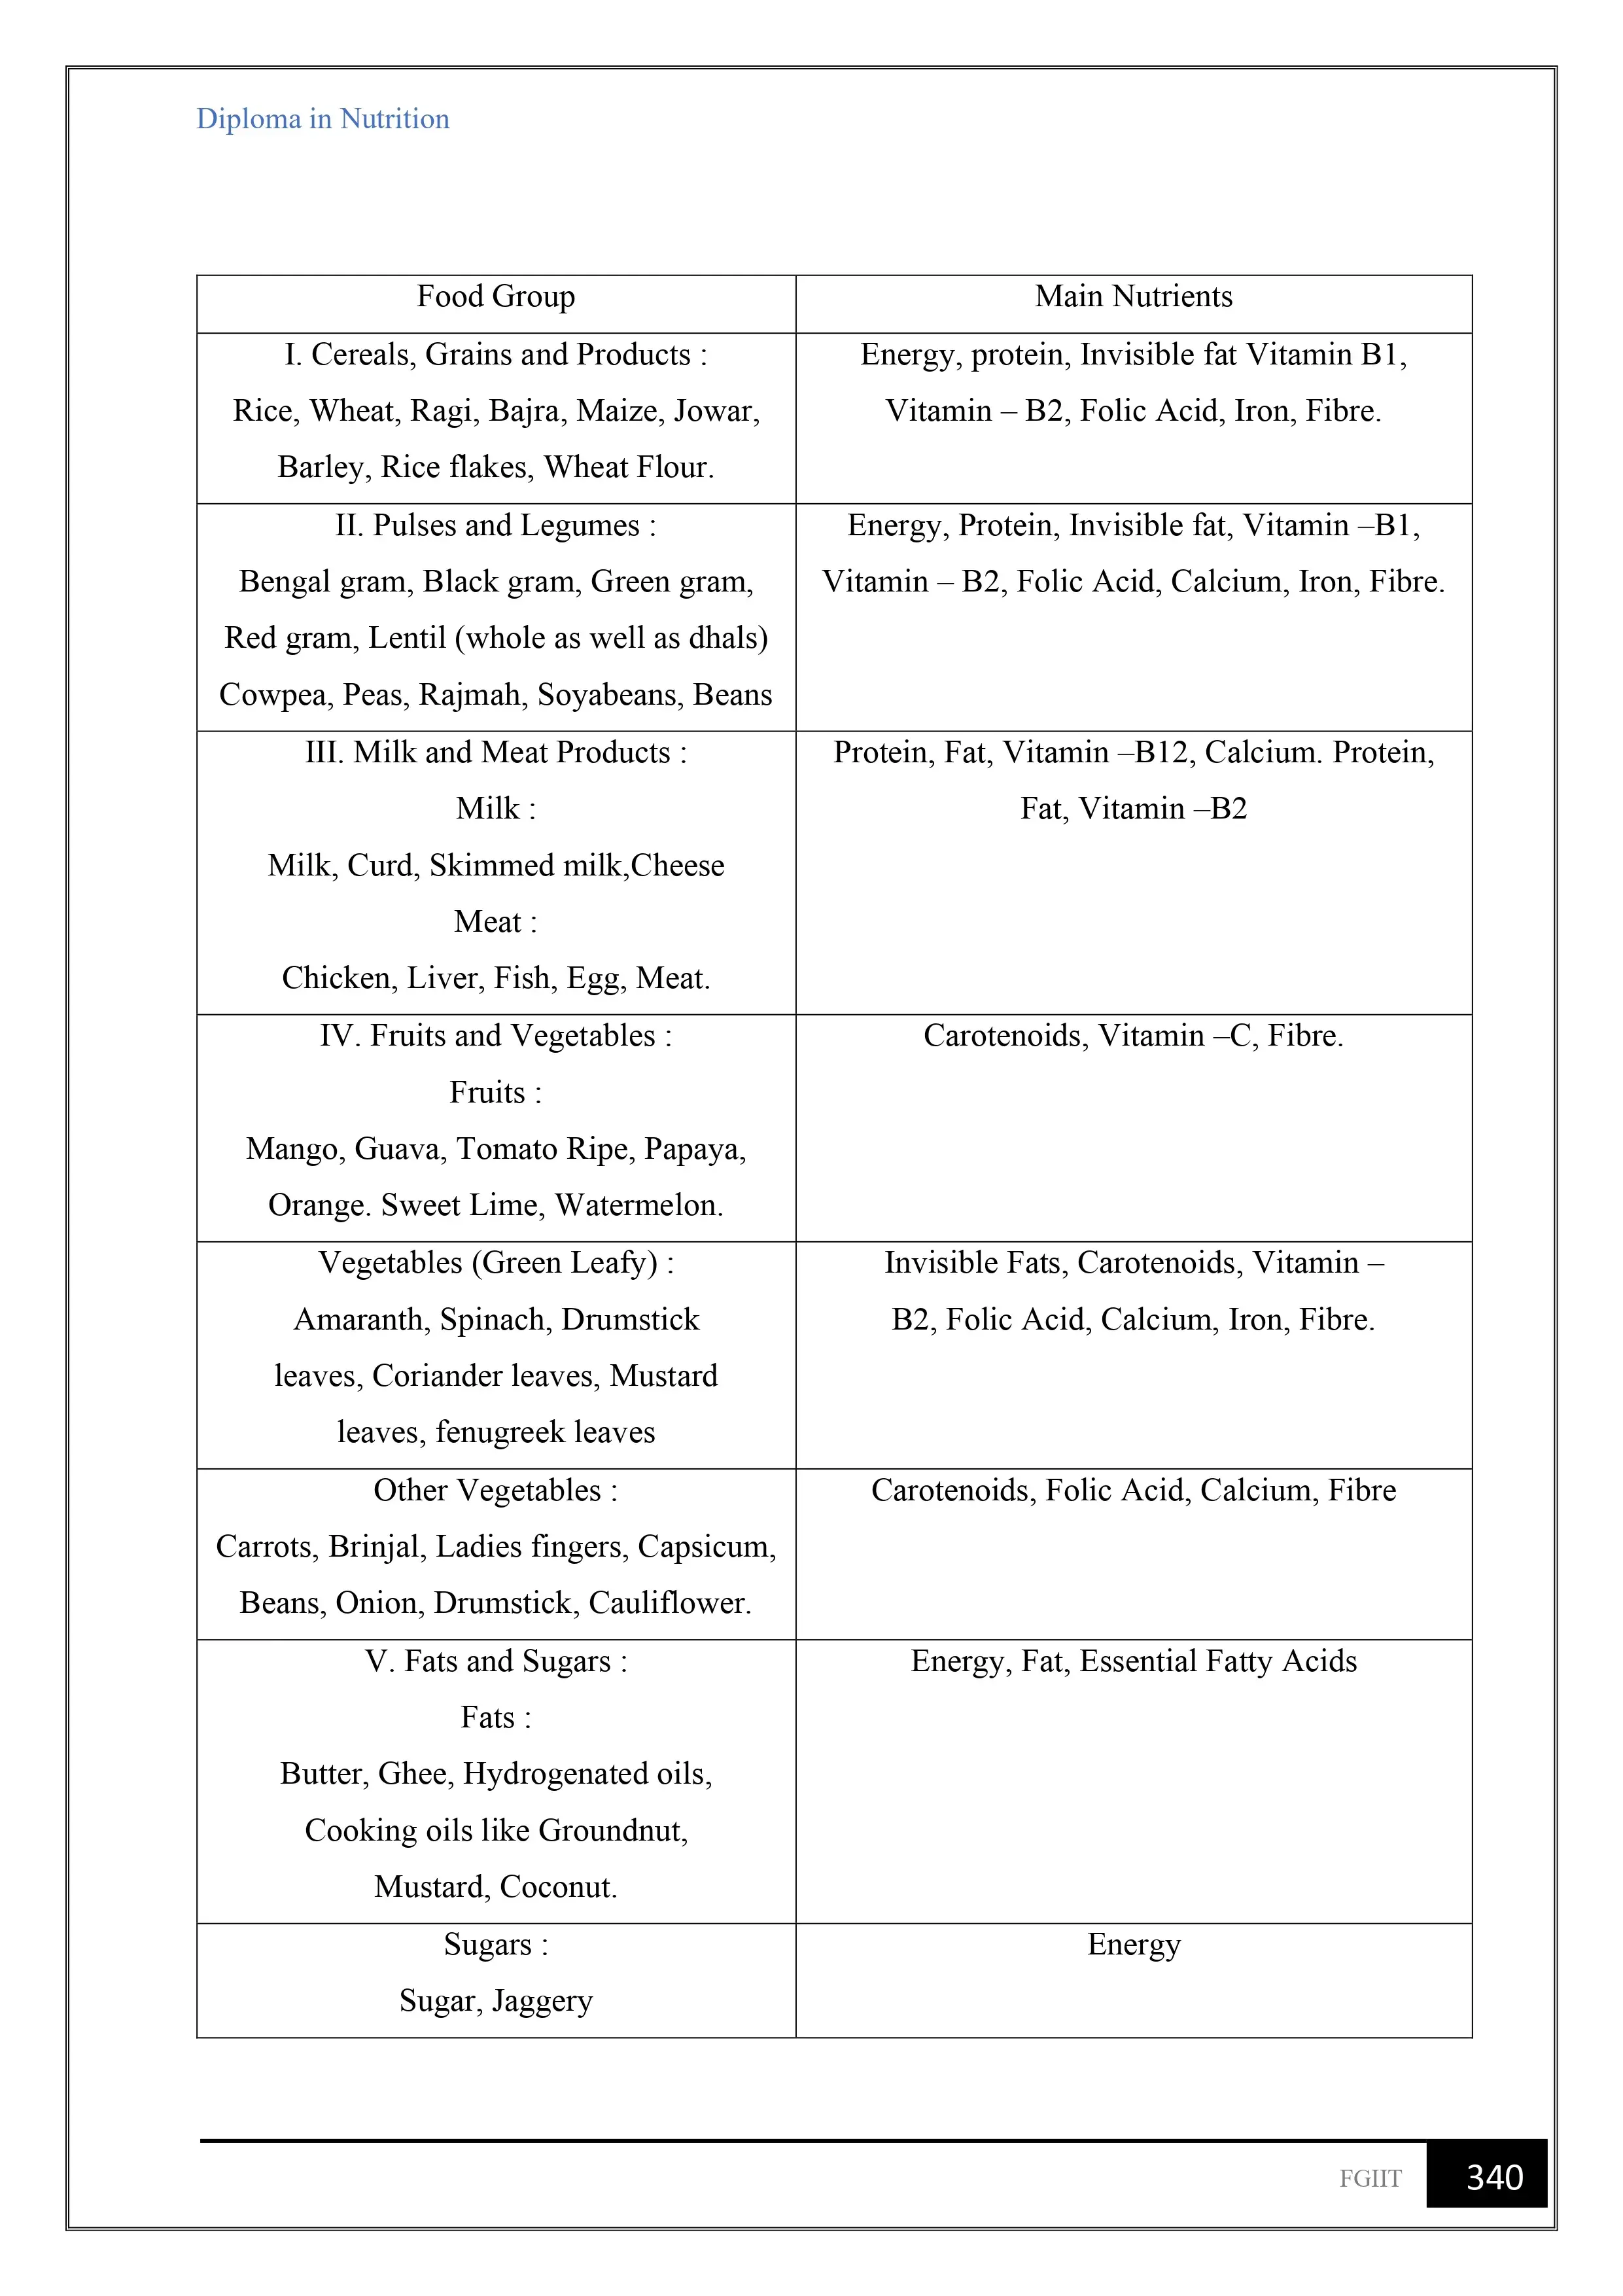 Diploma in Nutrition
Food Group
Main Nutrients
I. Cereals, Grains and Products :
Rice, Wheat, Ragi, Bajra, Maize, Jowar,
Barley, Rice flakes, Wheat Flour.
Energy, protein, Invisible fat Vitamin B1,
Vitamin – B2, Folic Acid, Iron, Fibre.
II. Pulses and Legumes :
Bengal gram, Black gram, Green gram,
Red gram, Lentil (whole as well as dhals)
Cowpea, Peas, Rajmah, Soyabeans, Beans
Energy, Protein, Invisible fat, Vitamin –B1,
Vitamin – B2, Folic Acid, Calcium, Iron, Fibre.
III. Milk and Meat Products :
Milk :
Milk, Curd, Skimmed milk,Cheese
Meat :
Chicken, Liver, Fish, Egg, Meat.
Protein, Fat, Vitamin –B12, Calcium. Protein,
Fat, Vitamin –B2
IV. Fruits and Vegetables :
Fruits :
Mango, Guava, Tomato Ripe, Papaya,
Orange. Sweet Lime, Watermelon.
Carotenoids, Vitamin –C, Fibre.
Vegetables (Green Leafy) :
Amaranth, Spinach, Drumstick
leaves, Coriander leaves, Mustard
leaves, fenugreek leaves
Invisible Fats, Carotenoids, Vitamin –
B2, Folic Acid, Calcium, Iron, Fibre.
Other Vegetables :
Carrots, Brinjal, Ladies fingers, Capsicum,
Beans, Onion, Drumstick, Cauliflower.
Carotenoids, Folic Acid, Calcium, Fibre
V. Fats and Sugars :
Fats :
Butter, Ghee, Hydrogenated oils,
Cooking oils like Groundnut,
Mustard, Coconut.
Energy, Fat, Essential Fatty Acids
Sugars :
Sugar, Jaggery
Energy
FGIIT
340